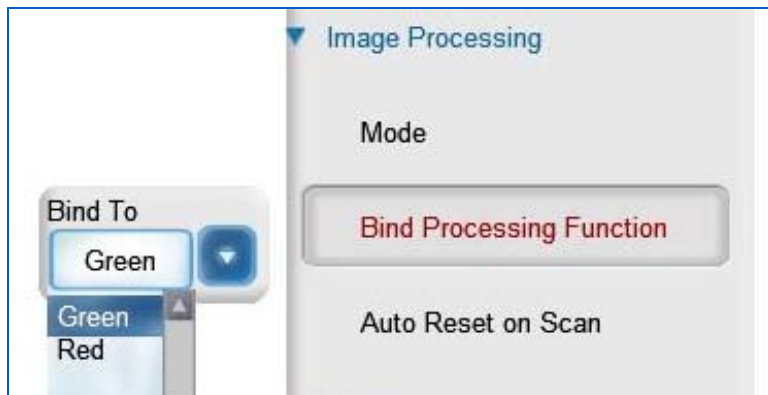 Image Processing
Mode
Bind To
Green
Green
Red
Bind Processing Function
Auto Reset on Scan